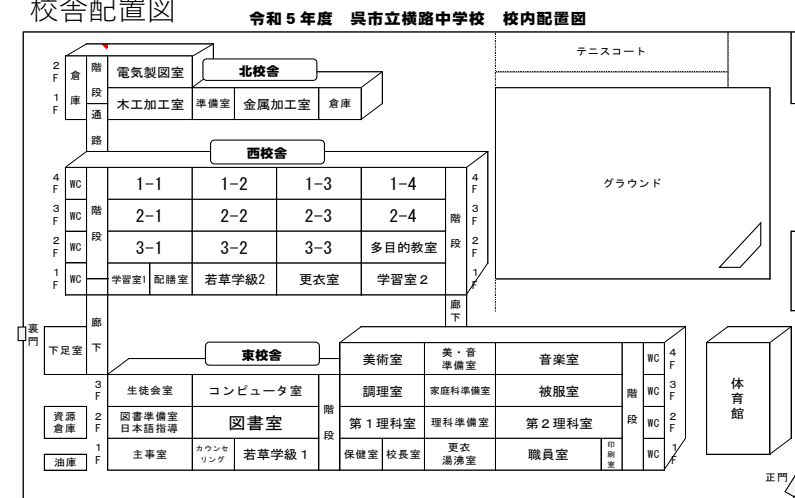 校舎配置図
令和５年度 呉市立横路中学校 校内配置図
テニスコート
2F
倉庫
階段
電気製図室
北校舎
1F
通路
木工加工室
準備室
金属加工室
倉庫
西校舎
グラウンド
4F
WC
1-1
1-2
1-3
1-4
4F
3F
WC
階段
2-1
2-2
2-3
2-4
階段
3F
2F
WC
3-1
3-2
3-3
多目的教室
2F
1F
WC
学習室1
配膳室
若草学級2
更衣室
学習室２
1F
廊下
廊下
裏門
下足室
東校舎
美術室
美・音
準備室
音楽室
WC
4F
3F
生徒会室
コンピュータ室
調理室
家庭科準備室
被服室
階段
WC
3F
体育館
資源
倉庫
2F
図書準備室
日本語指導
図書室
階段
第１理科室
理科準備室
第２理科室
WC
2F
油庫
1F
主事室
カウンセ
リング
若草学級１
保健室
校長室
更衣
湯沸室
職員室
印刷室
WC
1F
正門